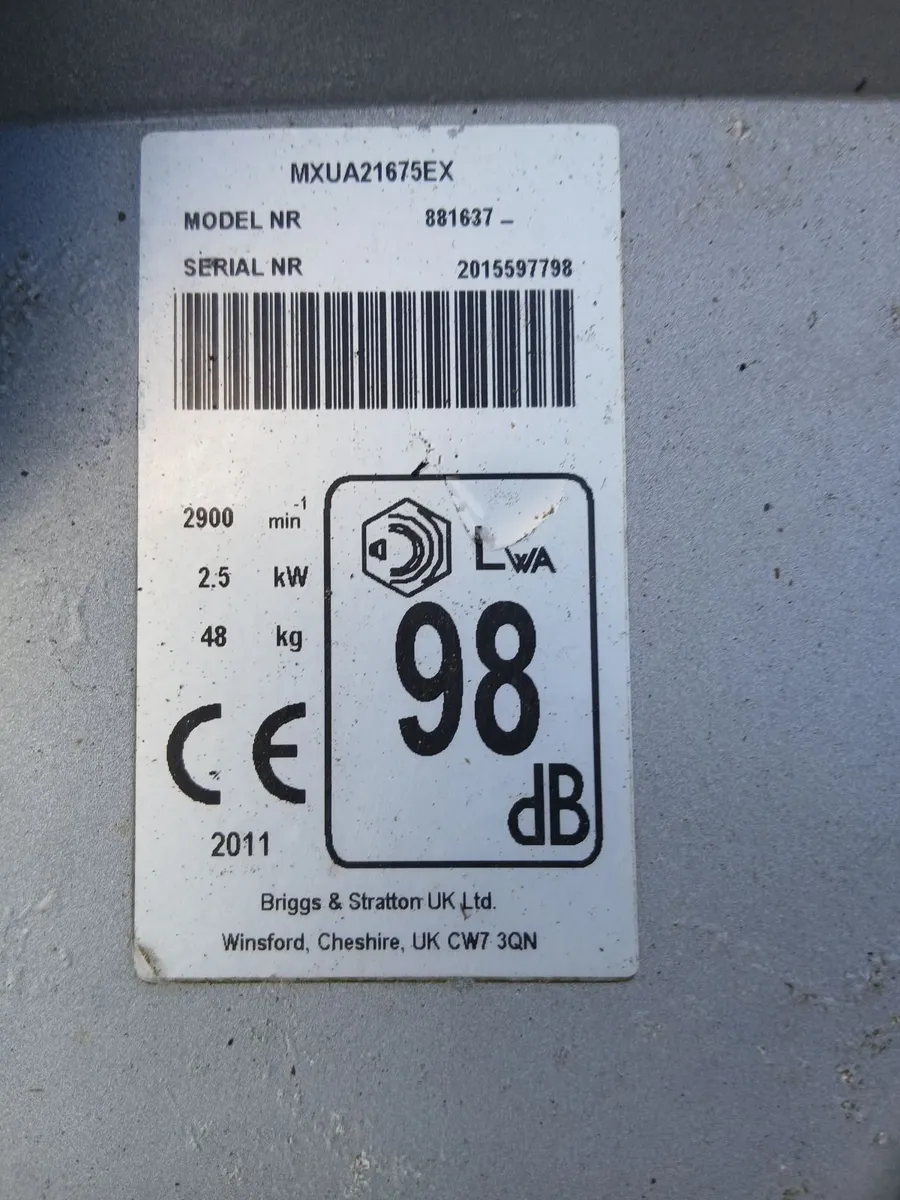 MXUA21675EX
MODEL NR 881637 –
SERIAL NR 2015597798
2900 min-1
LWA
2.5 kW
48 kg
98
dB
CE
2011
Briggs & Stratton UK Ltd.
Winsford, Cheshire, UK CW7 3QN